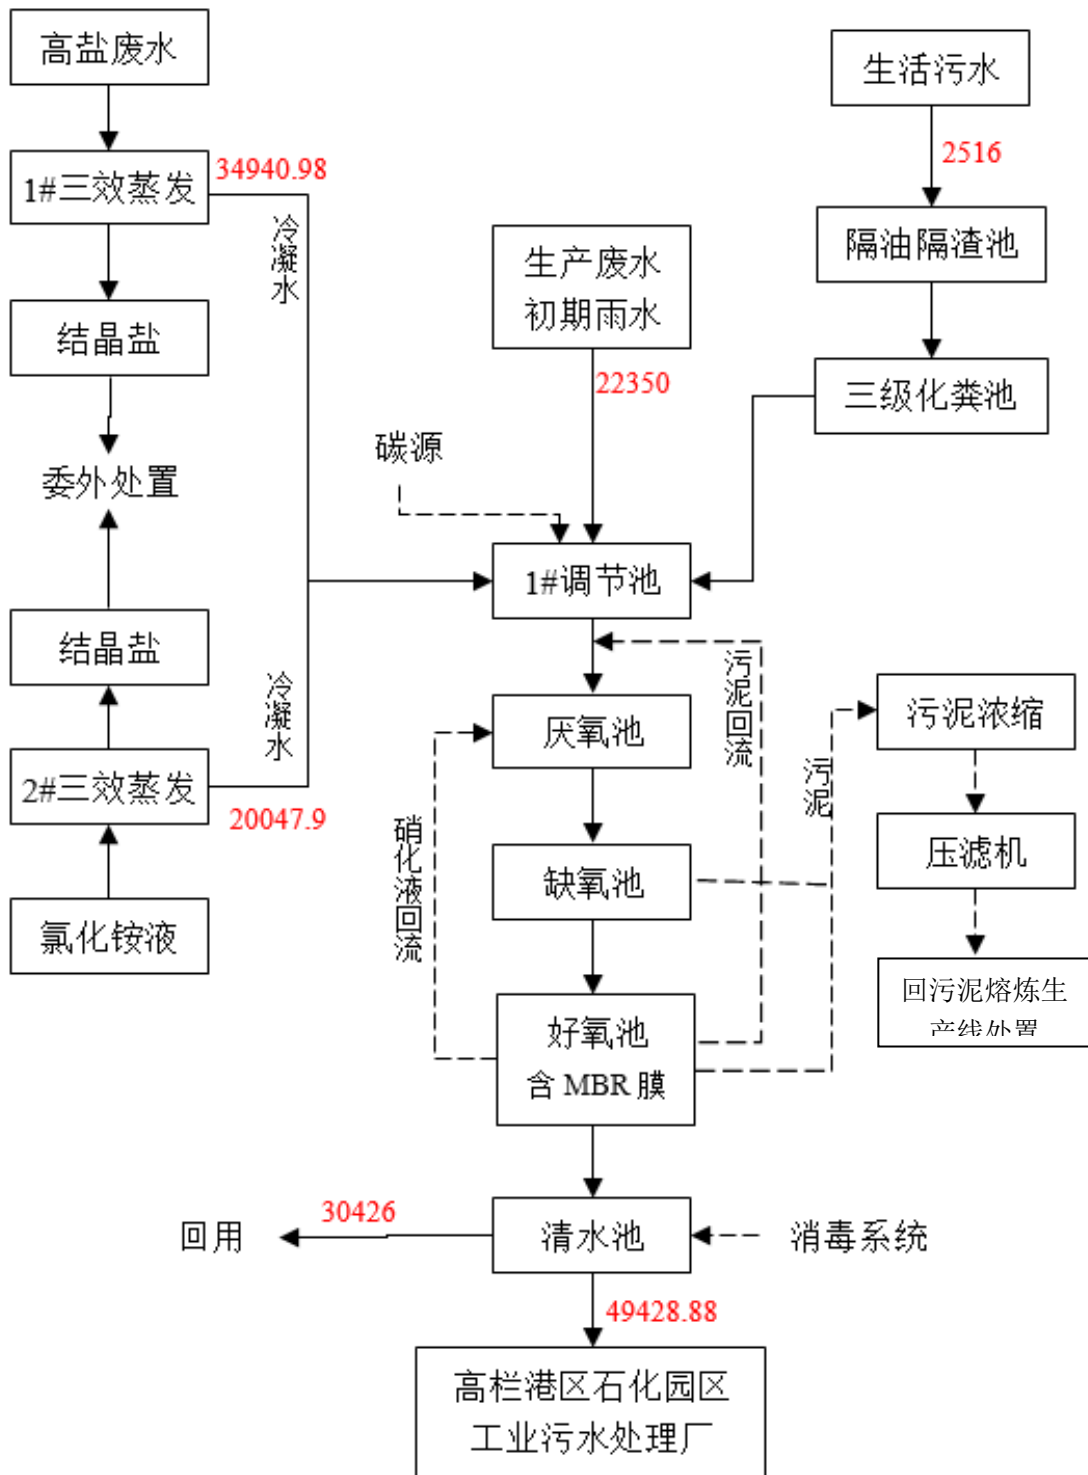 高盐废水
生活污水
1#三效蒸发
34940.98
2516
冷凝水
生产废水
初期雨水
隔油隔渣池
结晶盐
22350
三级化粪池
碳源
委外处置
1#调节池
结晶盐
冷凝水
污泥回流
厌氧池
污泥浓缩
污泥
2#三效蒸发
20047.9
硝化液回流
压滤机
缺氧池
氯化铵液
回污泥熔炼生
产线处置
好氧池
含 MBR 膜
30426
回用
清水池
消毒系统
49428.88
高栏港区石化园区
工业污水处理厂